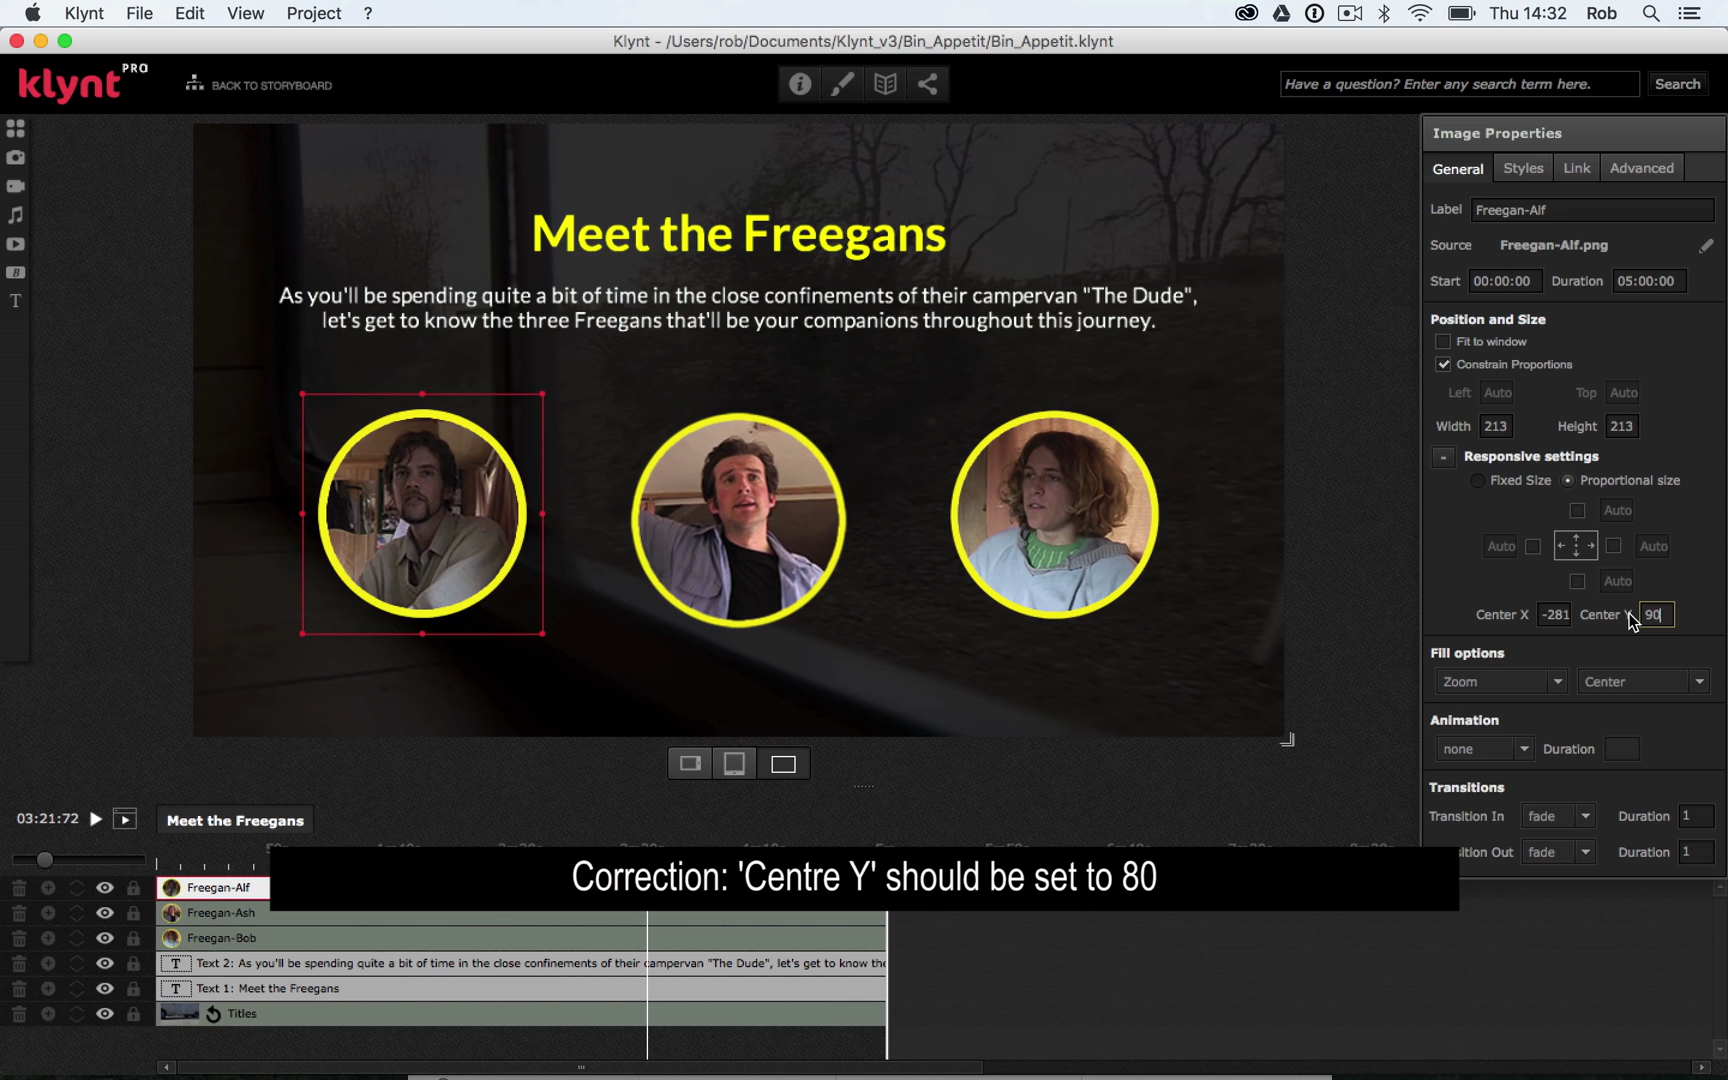 Klynt File Edit View Project ? Thu 14:32 Rob
Klynt - /Users/rob/Documents/Klynt_v3/Bin_Appetit/Bin_Appetit.klynt
klynt PRO
BACK TO STORYBOARD
Have a question? Enter any search term here. Search
Meet the Freegans
As you'll be spending quite a bit of time in the close confinements of their campervan "The Dude",
let's get to know the three Freegans that'll be your companions throughout this journey.
Image Properties
General Styles Link Advanced
Label Freegan-Alf
Source Freegan-Alf.png
Start 00:00:00 Duration 05:00:00
Position and Size
Fit to window
Constrain Proportions
Left Auto Top Auto
Width 213 Height 213
- Responsive settings
Fixed Size Proportional size
Auto
Auto Auto
Auto
Center X -281 Center Y 90
Fill options
Zoom Center
Animation
none Duration
Transitions
Transition In fade Duration 1
ition Out fade Duration 1
03:21:72 Meet the Freegans
Correction: 'Centre Y' should be set to 80
Freegan-Alf
Freegan-Ash
Freegan-Bob
T Text 2: As you'll be spending quite a bit of time in the close confinements of their campervan "The Dude", let's get to know the
T Text 1: Meet the Freegans
Titles